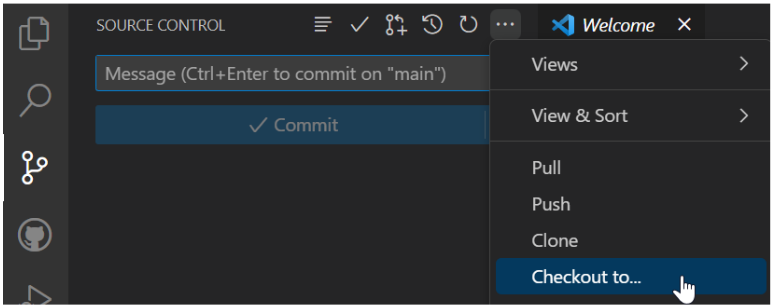 SOURCE CONTROL
Welcome
Message (Ctrl+Enter to commit on "main")
Commit
Views
View & Sort
Pull
Push
Clone
Checkout to...